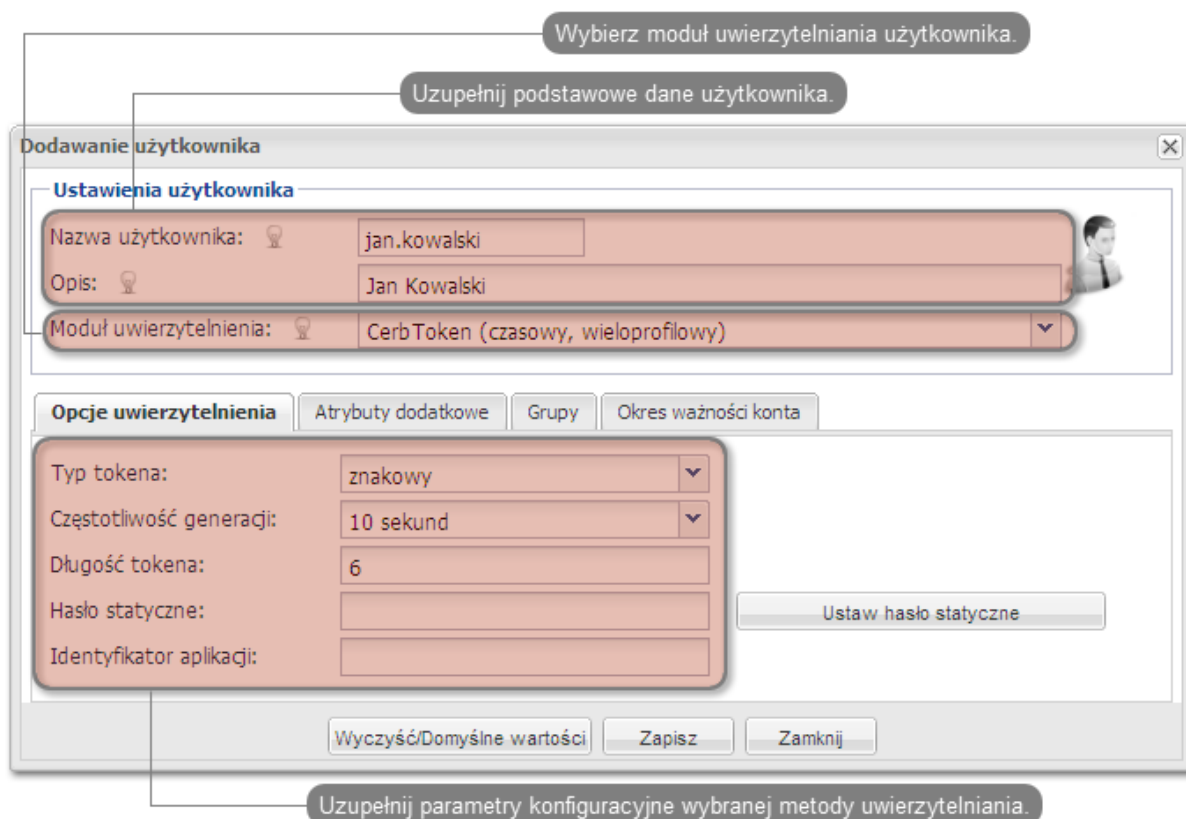 Wybierz moduł uwierzytelniania użytkownika.
Uzupełnij podstawowe dane użytkownika.
Dodawanie użytkownika
Ustawienia użytkownika
Nazwa użytkownika: jan.kowalski
Opis: Jan Kowalski
Moduł uwierzytelnienia: CerbToken (czasowy, wieloprofilowy)
Opcje uwierzytelnienia Atrybuty dodatkowe Grupy Okres ważności konta
Typ tokena: znakowy
Częstotliwość generacji: 10 sekund
Długość tokena: 6
Hasło statyczne: Ustaw hasło statyczne
Identyfikator aplikacji:
Wyczyść/Domyślne wartości Zapisz Zamknij
Uzupełnij parametry konfiguracyjne wybranej metody uwierzytelniania.